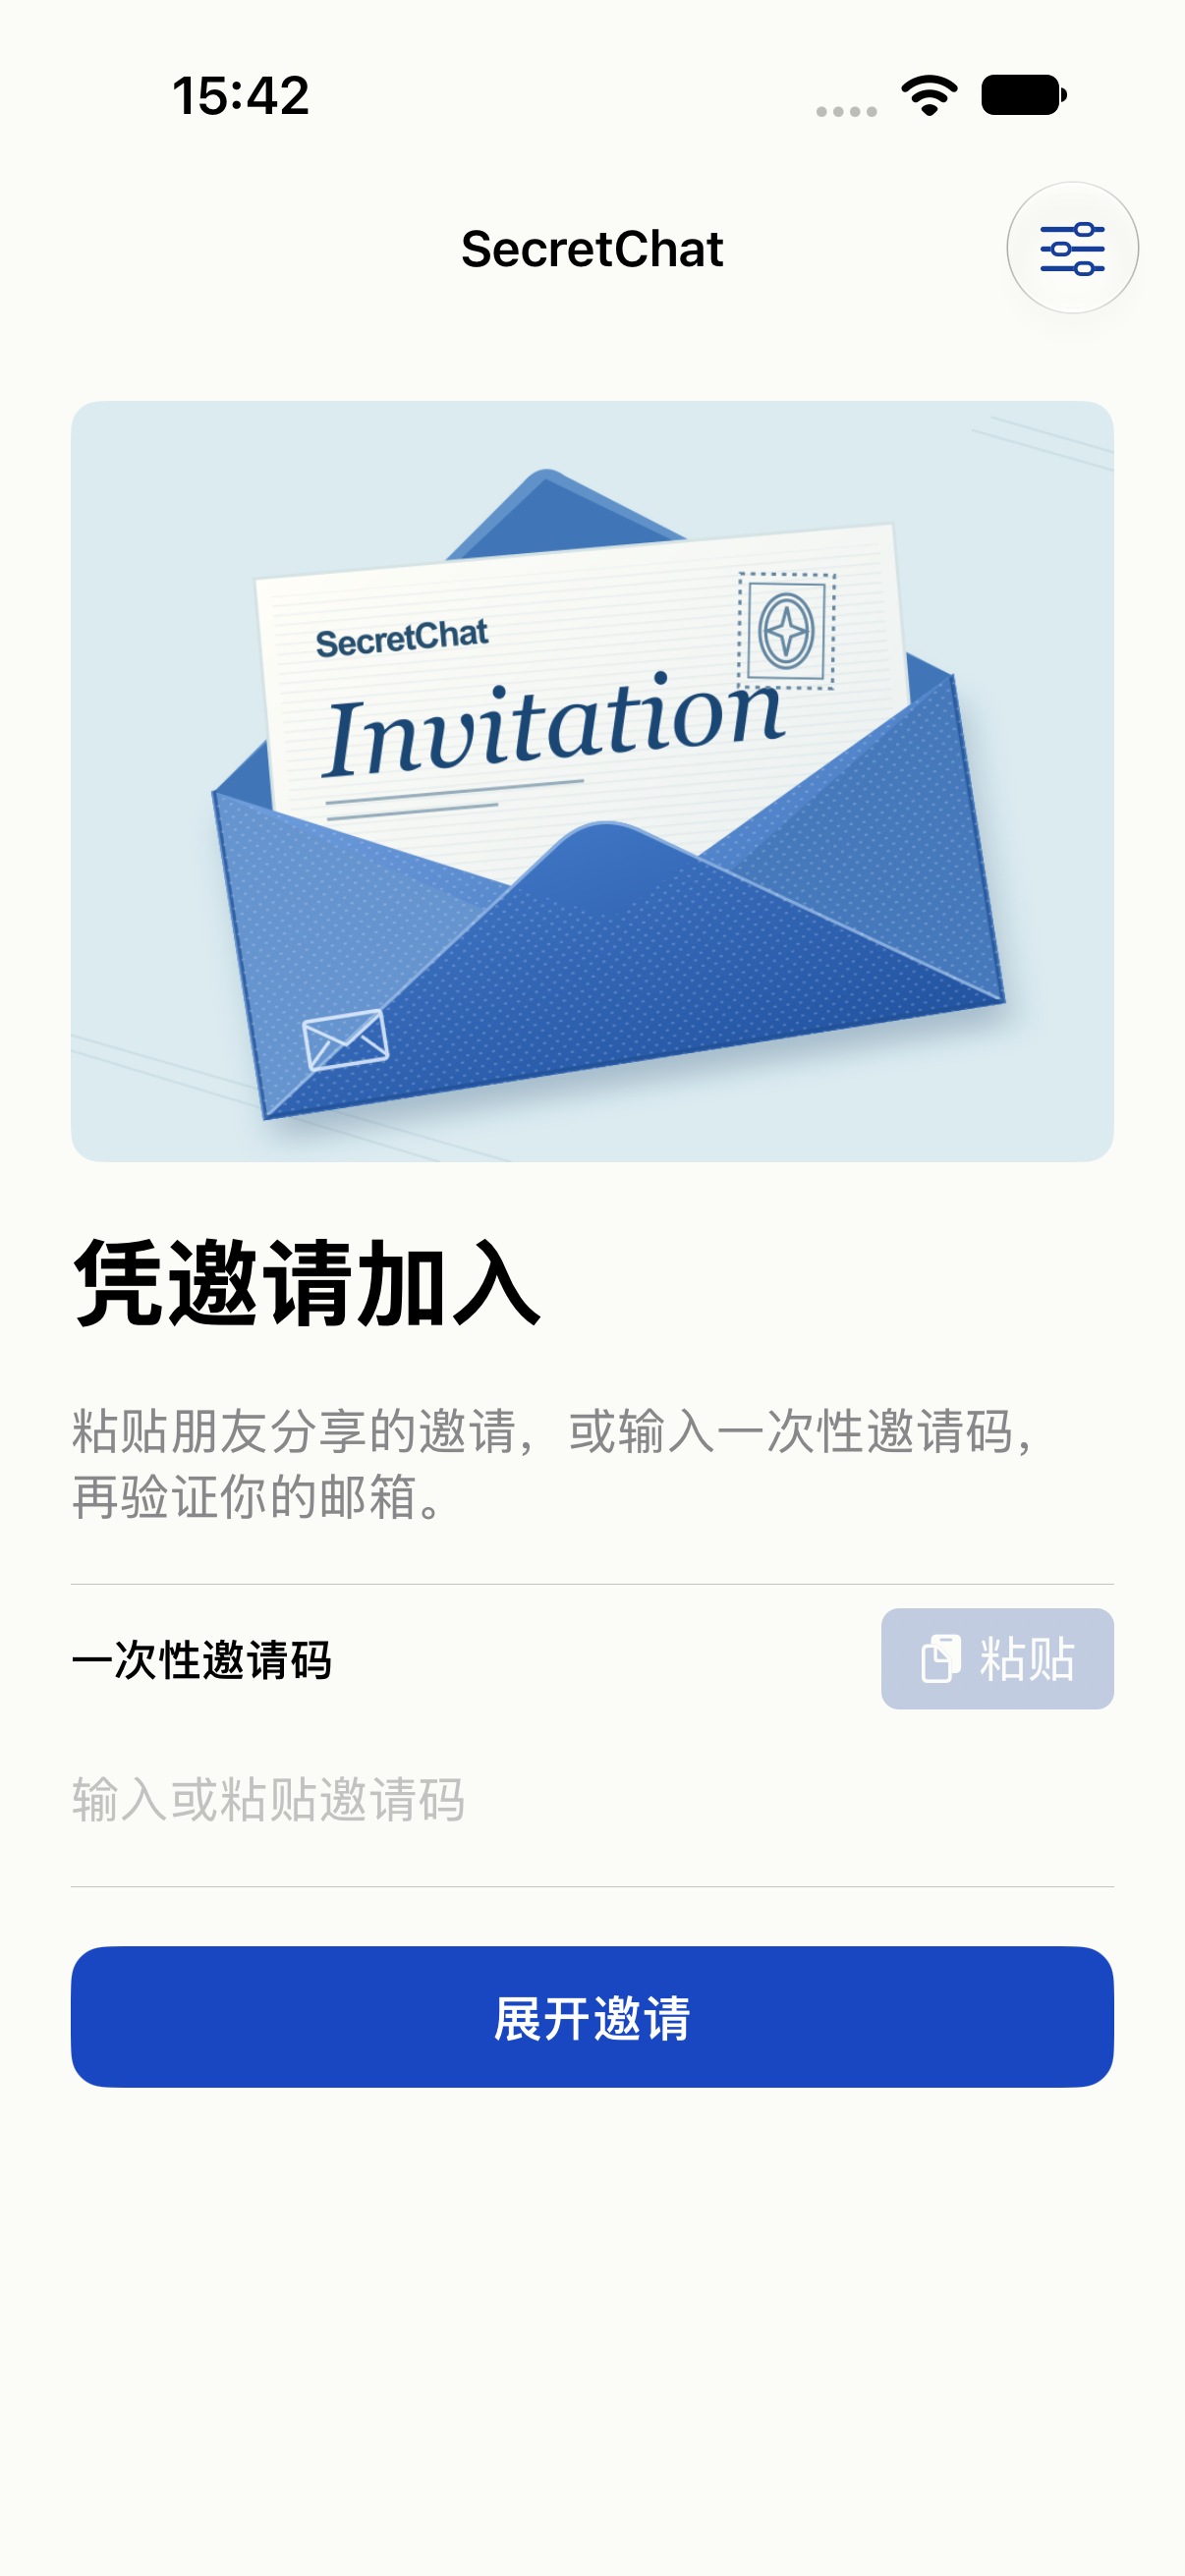 15:42
SecretChat
SecretChat
Invitation
凭邀请加入
粘贴朋友分享的邀请，或输入一次性邀请码，
再验证你的邮箱。
一次性邀请码
粘贴
输入或粘贴邀请码
展开邀请